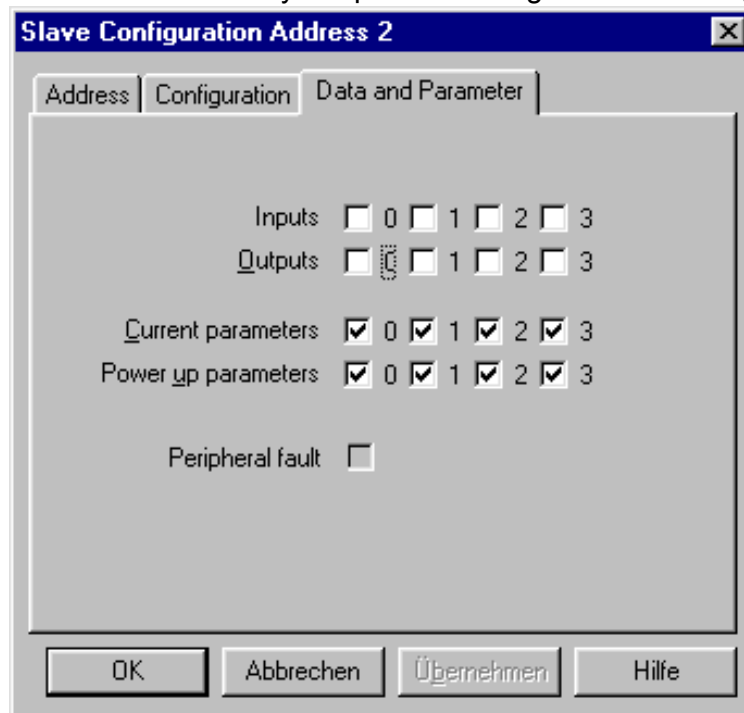 Slave Configuration Address 2
Address Configuration Data and Parameter
Inputs 0 1 2 3
Outputs 0 1 2 3
Current parameters 0 1 2 3
Power up parameters 0 1 2 3
Peripheral fault
OK Abbrechen Übernehmen Hilfe